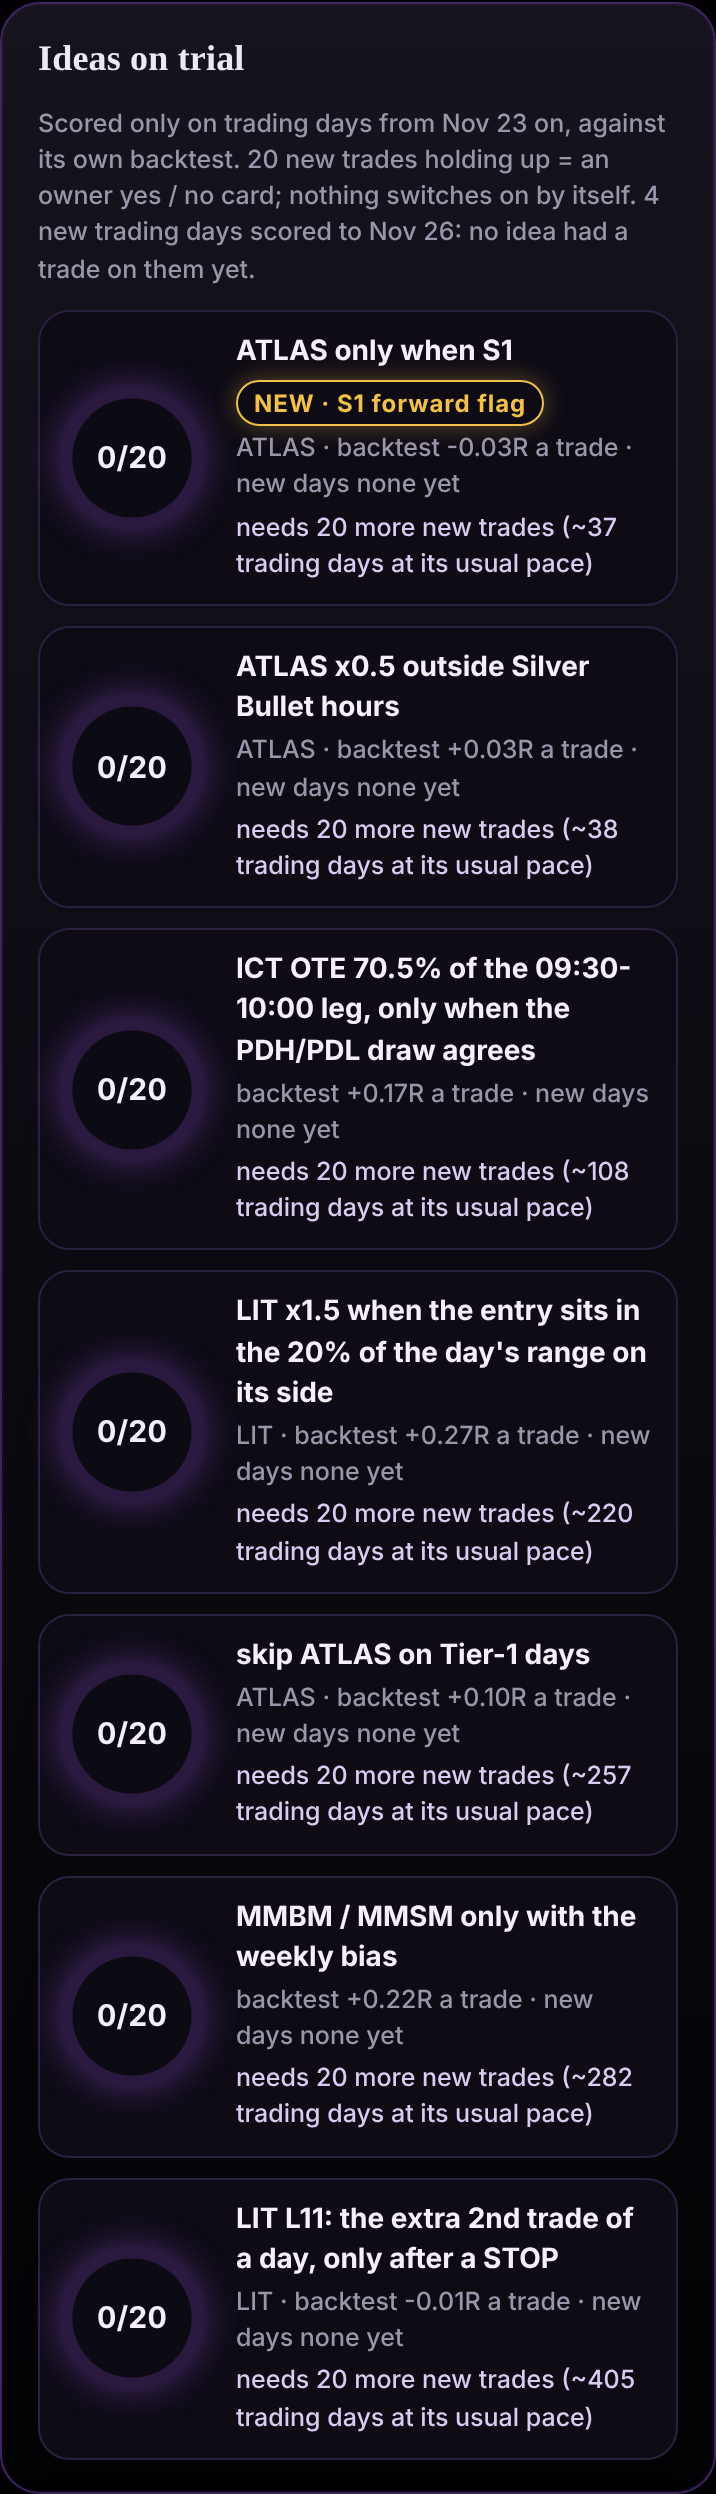 Ideas on trial
Scored only on trading days from Nov 23 on, against
its own backtest. 20 new trades holding up = an
owner yes / no card; nothing switches on by itself. 4
new trading days scored to Nov 26: no idea had a
trade on them yet.
0/20
ATLAS only when S1
NEW · S1 forward flag
ATLAS · backtest -0.03R a trade ·
new days none yet
needs 20 more new trades (~37
trading days at its usual pace)
0/20
ATLAS x0.5 outside Silver
Bullet hours
ATLAS · backtest +0.03R a trade ·
new days none yet
needs 20 more new trades (~38
trading days at its usual pace)
0/20
ICT OTE 70.5% of the 09:30-
10:00 leg, only when the
PDH/PDL draw agrees
backtest +0.17R a trade · new days
none yet
needs 20 more new trades (~108
trading days at its usual pace)
0/20
LIT x1.5 when the entry sits in
the 20% of the day's range on
its side
LIT · backtest +0.27R a trade · new
days none yet
needs 20 more new trades (~220
trading days at its usual pace)
0/20
skip ATLAS on Tier-1 days
ATLAS · backtest +0.10R a trade ·
new days none yet
needs 20 more new trades (~257
trading days at its usual pace)
0/20
MMBM / MMSM only with the
weekly bias
backtest +0.22R a trade · new
days none yet
needs 20 more new trades (~282
trading days at its usual pace)
0/20
LIT L11: the extra 2nd trade of
a day, only after a STOP
LIT · backtest -0.01R a trade · new
days none yet
needs 20 more new trades (~405
trading days at its usual pace)